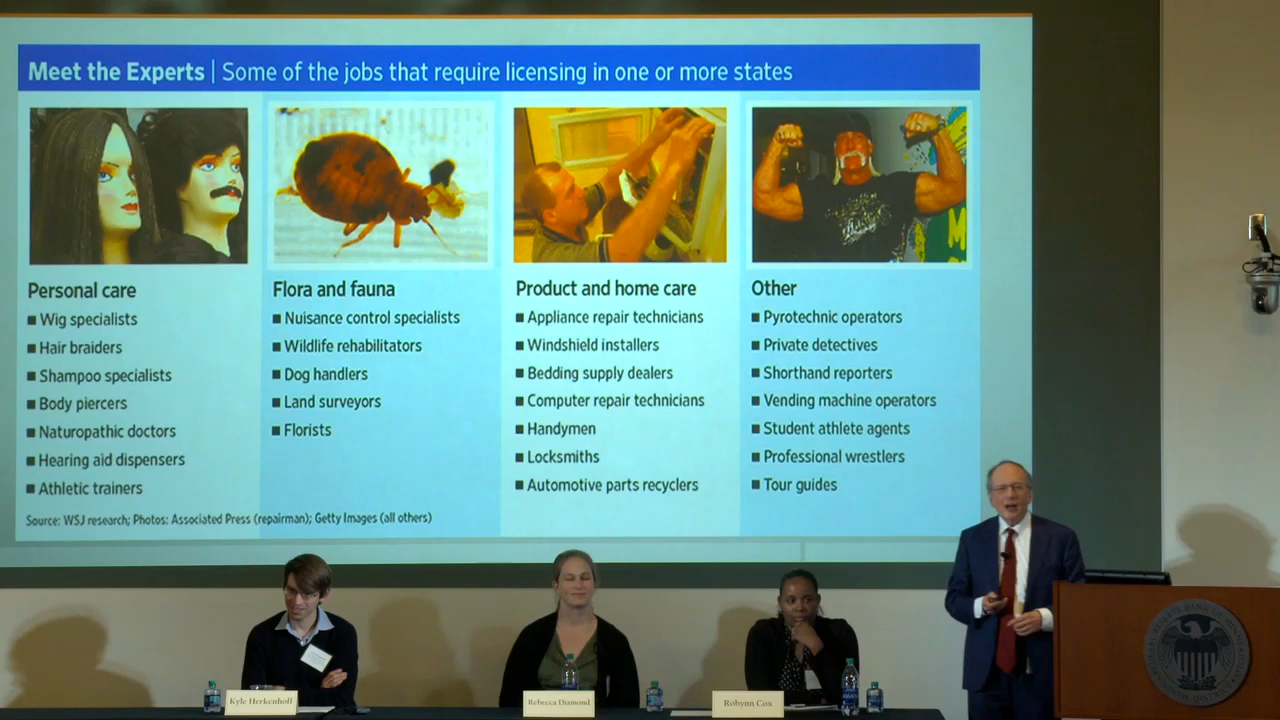 Meet the Experts | Some of the jobs that require licensing in one or more states
Personal care
■ Wig specialists
■ Hair braiders
■ Shampoo specialists
■ Body piercers
■ Naturopathic doctors
■ Hearing aid dispensers
■ Athletic trainers
Flora and fauna
■ Nuisance control specialists
■ Wildlife rehabilitators
■ Dog handlers
■ Land surveyors
■ Florists
Product and home care
■ Appliance repair technicians
■ Windshield installers
■ Bedding supply dealers
■ Computer repair technicians
■ Handymen
■ Locksmiths
■ Automotive parts recyclers
Other
■ Pyrotechnic operators
■ Private detectives
■ Shorthand reporters
■ Vending machine operators
■ Student athlete agents
■ Professional wrestlers
■ Tour guides
Source: WSJ research; Photos: Associated Press (repairman); Getty Images (all others)
Kyle Herkenhoff
Rebecca Diamond
Robynn Cox